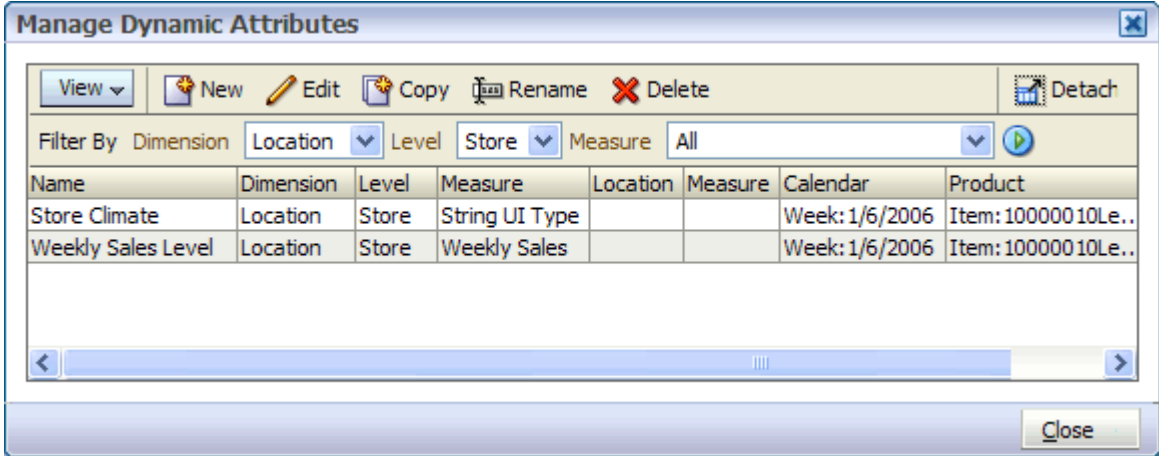 Manage Dynamic Attributes
View New Edit Copy Rename Delete Detach
Filter By Dimension Location Level Store Measure All
Name Dimension Level Measure Location Measure Calendar Product
Store Climate Location Store String UI Type Week:1/6/2006 Item:10000010Le..
Weekly Sales Level Location Store Weekly Sales Week:1/6/2006 Item:10000010Le..
Close